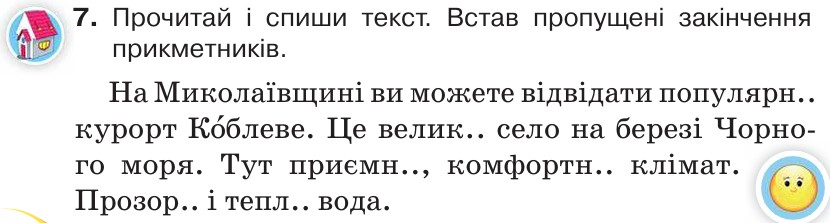 7. Прочитай і спиши текст. Встав пропущені закінчення
прикметників.
На Миколаївщині ви можете відвідати популярн..
курорт Ко́блеве. Це велик.. село на березі Чорно-
го моря. Тут приємн.., комфортн.. клімат.
Прозор.. і тепл.. вода.